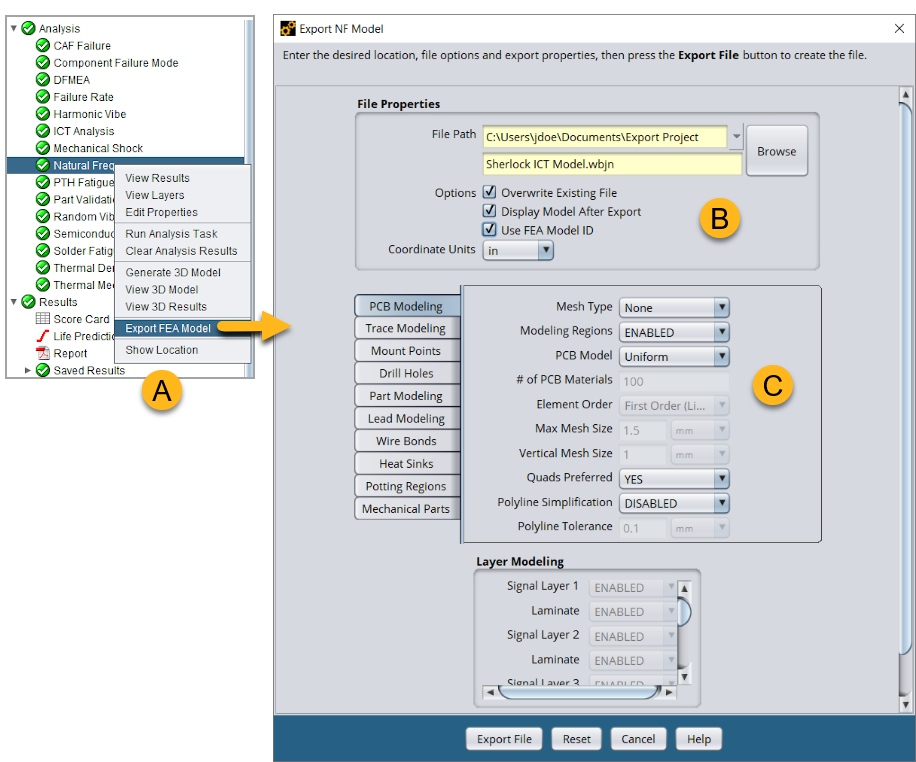 Analysis
CAF Failure
Component Failure Mode
DFMEA
Failure Rate
Harmonic Vibe
ICT Analysis
Mechanical Shock
Natural Freq
PTH Fatigue
Part Validati
Random Vib
Semiconduc
Solder Fatig
Thermal De
Thermal Me
Results
Score Card
Life Predictio
Report
Saved Results
View Results
View Layers
Edit Properties
Run Analysis Task
Clear Analysis Results
Generate 3D Model
View 3D Model
View 3D Results
Export FEA Model
Show Location
A
Export NF Model
Enter the desired location, file options and export properties, then press the Export File button to create the file.
File Properties
File Path C:\Users\jdoe\Documents\Export Project
Browse
Sherlock ICT Model.wbjn
Options Overwrite Existing File
Display Model After Export
Use FEA Model ID
Coordinate Units in
B
PCB Modeling
Trace Modeling
Mount Points
Drill Holes
Part Modeling
Lead Modeling
Wire Bonds
Heat Sinks
Potting Regions
Mechanical Parts
Mesh Type None
Modeling Regions ENABLED
PCB Model Uniform
# of PCB Materials 100
Element Order First Order (Li...
Max Mesh Size 1.5 mm
Vertical Mesh Size 1 mm
Quads Preferred YES
Polyline Simplification DISABLED
Polyline Tolerance 0.1 mm
C
Layer Modeling
Signal Layer 1 ENABLED
Laminate ENABLED
Signal Layer 2 ENABLED
Laminate ENABLED
Signal Layer 3 ENABLED
Export File Reset Cancel Help